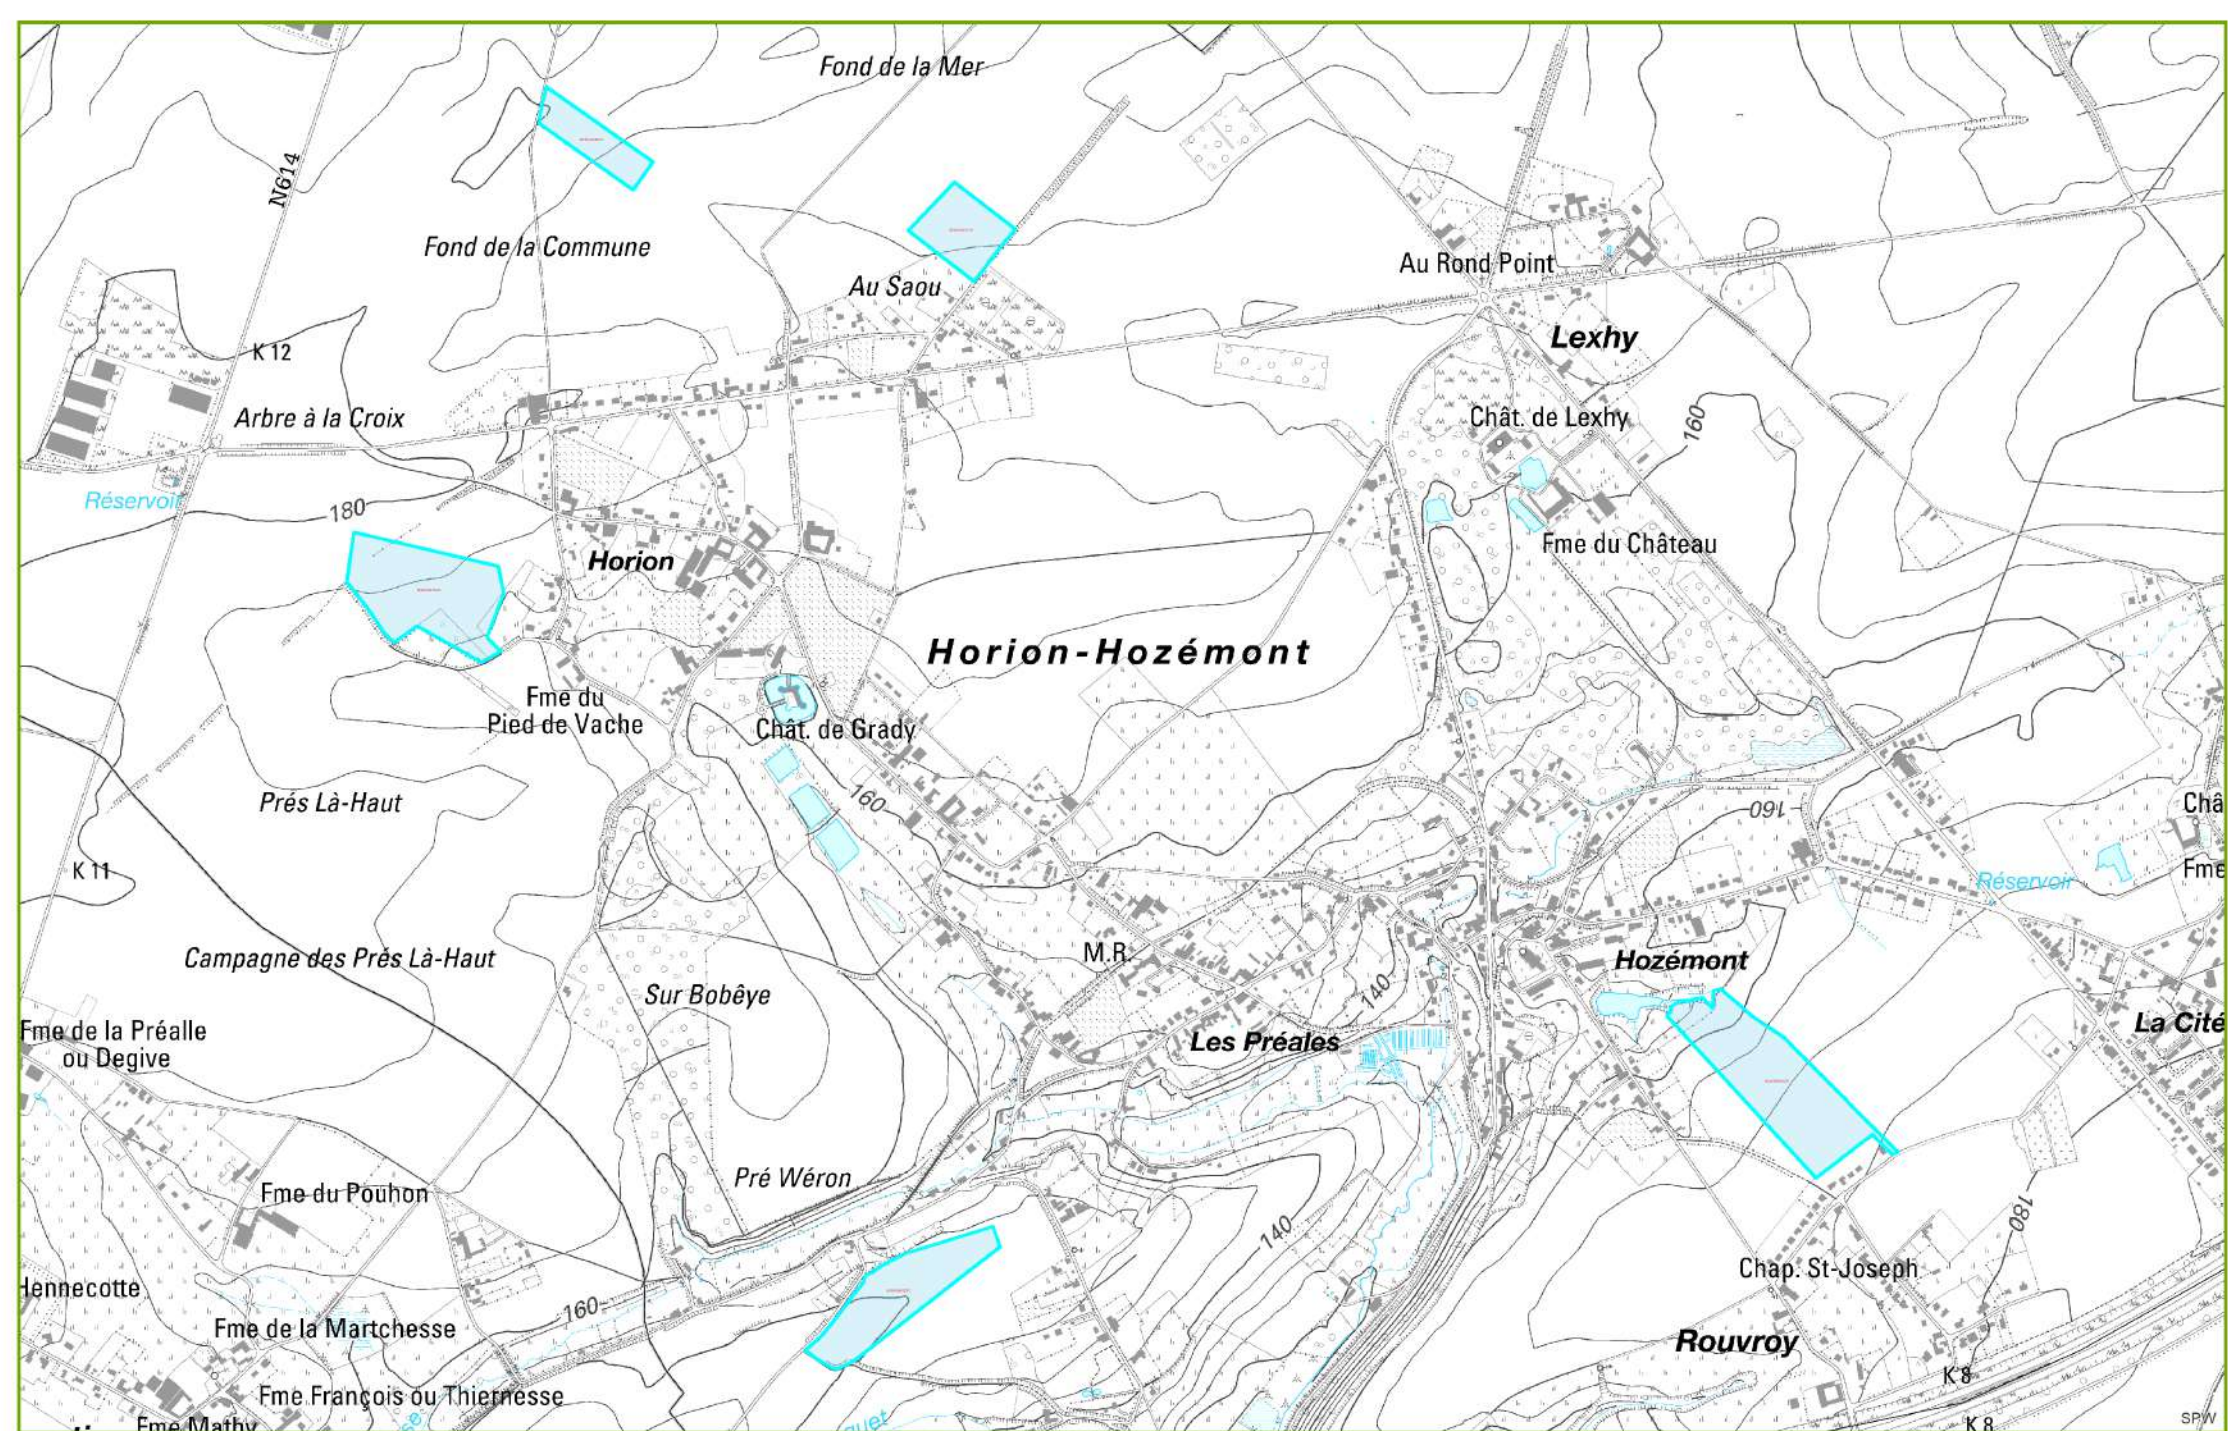 Fond de la Mer
N614
Fond de la Commune
Au Saou
Au Rond Point
Lexhy
K 12
Arbre à la Croix
Chât. de Lexhy
160
Réservoir
180
Horion
Fme du Château
Horion-Hozémont
Fme du
Pied de Vache
Chât. de Grady
Prés Là-Haut
160
160
Châ
K 11
Réservoir
Fme
Campagne des Prés Là-Haut
M.R.
Hozémont
Sur Bobêye
140
Fme de la Préalle
ou Degive
Les Préales
La Cité
Pré Wéron
Fme du Pouhon
180
140
Chap. St-Joseph
Hennecotte
160
Fme de la Martchesse
Rouvroy
K 8
Fme François ou Thiernesse
Fme Mathy
K 8
SPW